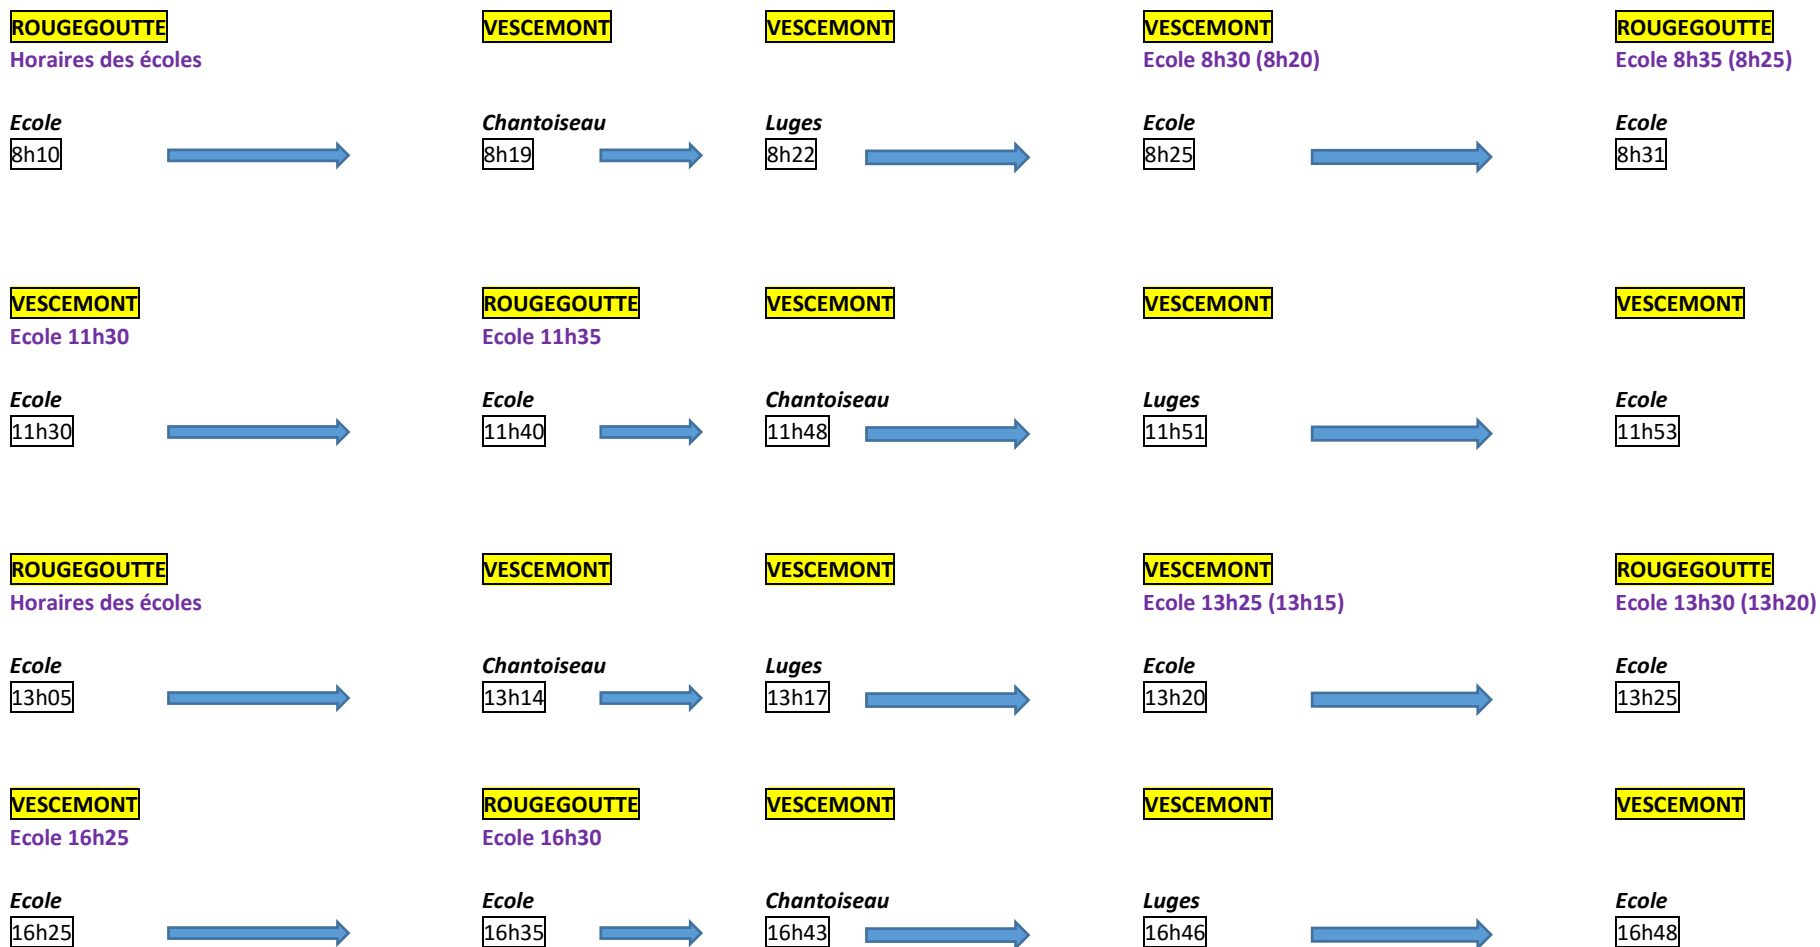 ROUGEGOUTTE VESCEMONT VESCEMONT VESCEMONT ROUGEGOUTTE
Horaires des écoles Ecole 8h30 (8h20) Ecole 8h35 (8h25)
Ecole Chantoiseau Luges Ecole Ecole
8h10 8h19 8h22 8h25 8h31
VESCEMONT ROUGEGOUTTE VESCEMONT VESCEMONT VESCEMONT
Ecole 11h30 Ecole 11h35
Ecole Ecole Chantoiseau Luges Ecole
11h30 11h40 11h48 11h51 11h53
ROUGEGOUTTE VESCEMONT VESCEMONT VESCEMONT ROUGEGOUTTE
Horaires des écoles Ecole 13h25 (13h15) Ecole 13h30 (13h20)
Ecole Chantoiseau Luges Ecole Ecole
13h05 13h14 13h17 13h20 13h25
VESCEMONT ROUGEGOUTTE VESCEMONT VESCEMONT VESCEMONT
Ecole 16h25 Ecole 16h30
Ecole Ecole Chantoiseau Luges Ecole
16h25 16h35 16h43 16h46 16h48